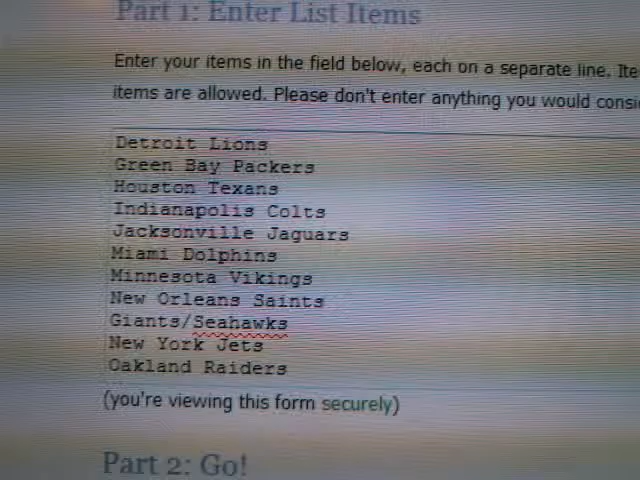 Part 1: Enter List Items
Enter your items in the field below, each on a separate line. Ite
items are allowed. Please don't enter anything you would consi
Detroit Lions
Green Bay Packers
Houston Texans
Indianapolis Colts
Jacksonville Jaguars
Miami Dolphins
Minnesota Vikings
New Orleans Saints
Giants/Seahawks
New York Jets
Oakland Raiders
(you're viewing this form securely)
Part 2: Go!